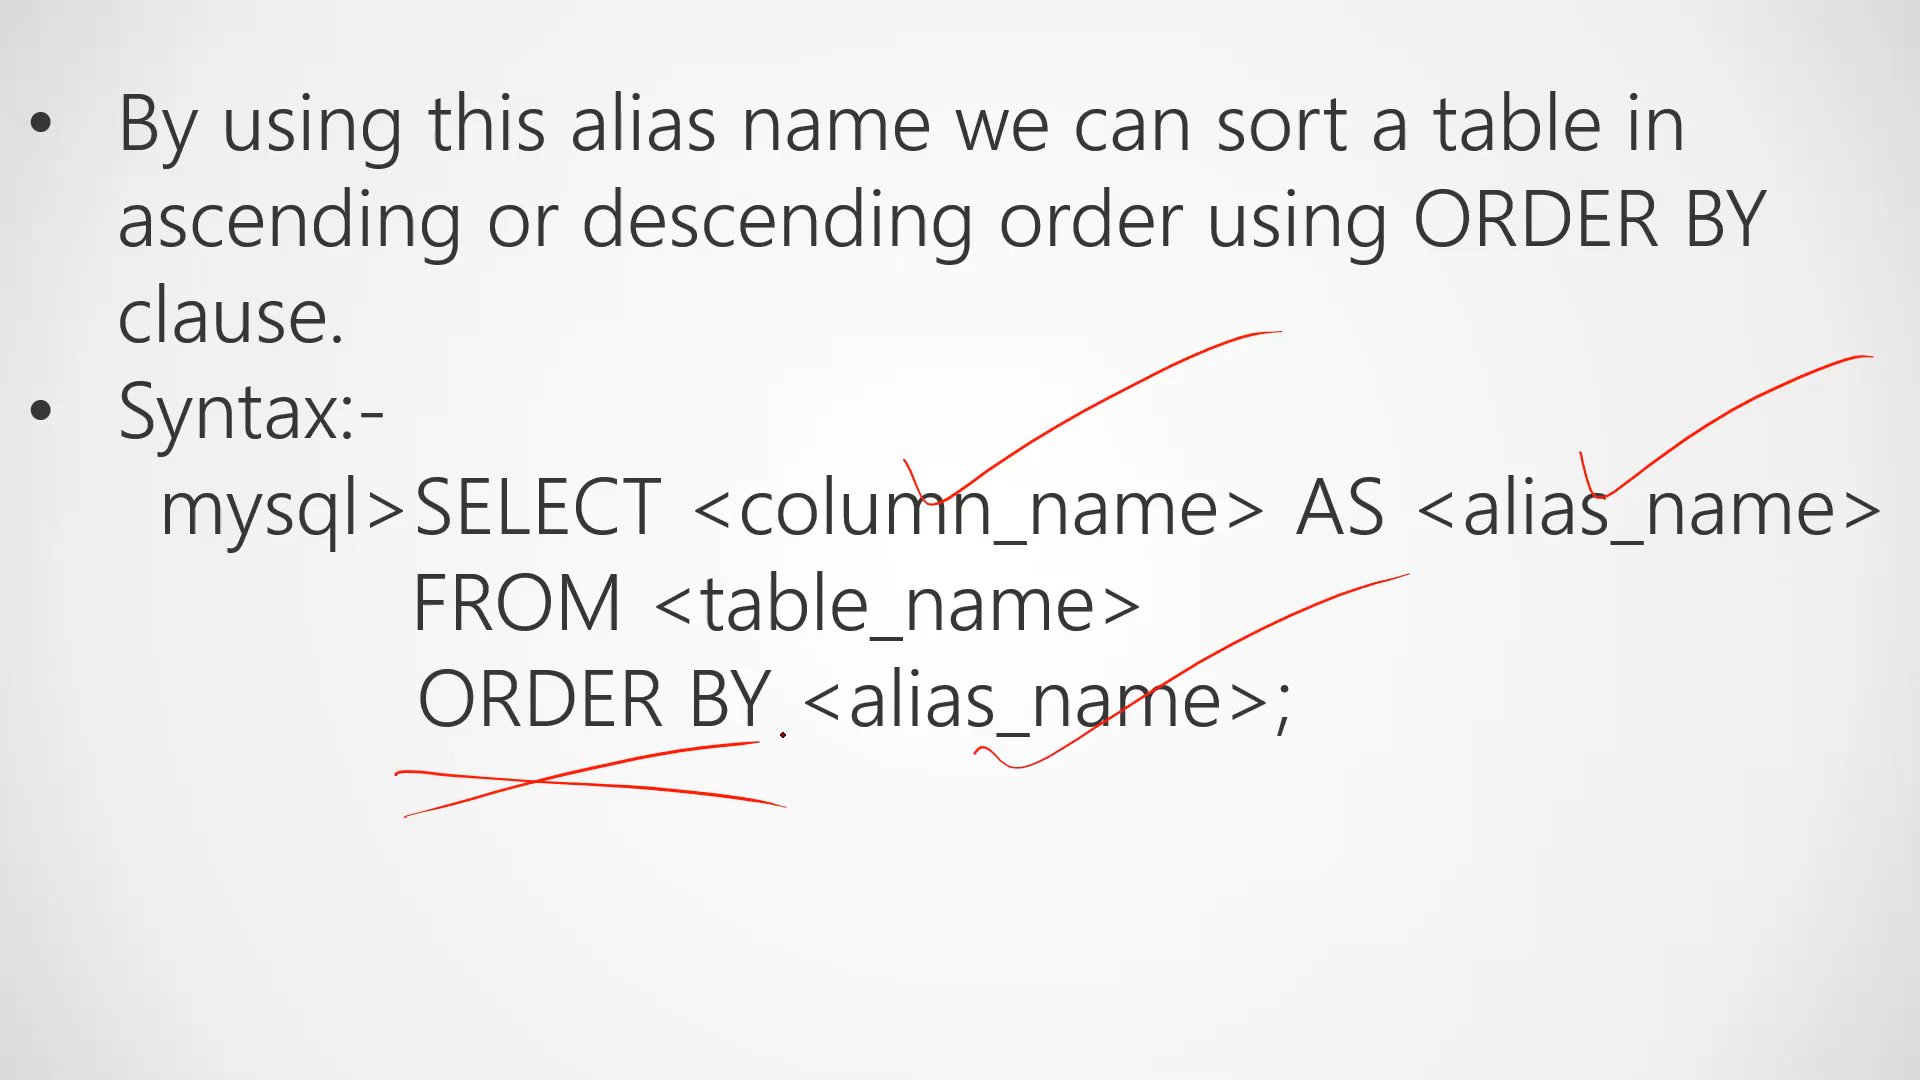 • By using this alias name we can sort a table in
ascending or descending order using ORDER BY
clause.
• Syntax:-
mysql>SELECT <column_name> AS <alias_name>
FROM <table_name>
ORDER BY <alias_name>;